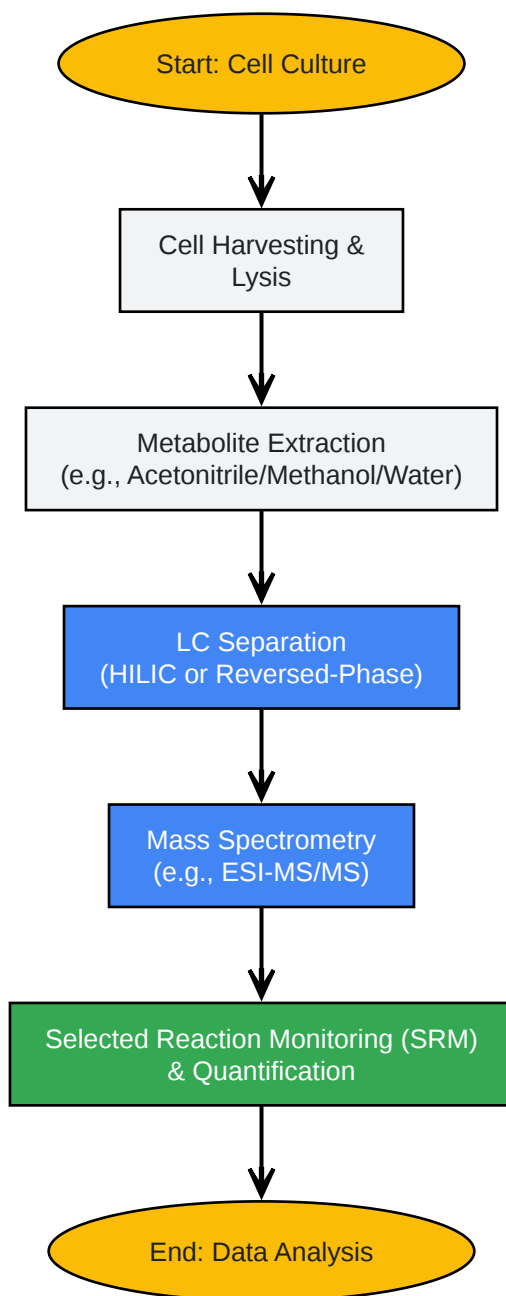 Start: Cell Culture
Cell Harvesting &
Lysis
Metabolite Extraction
(e.g., Acetonitrile/Methanol/Water)
LC Separation
(HILIC or Reversed-Phase)
Mass Spectrometry
(e.g., ESI-MS/MS)
Selected Reaction Monitoring (SRM)
& Quantification
End: Data Analysis